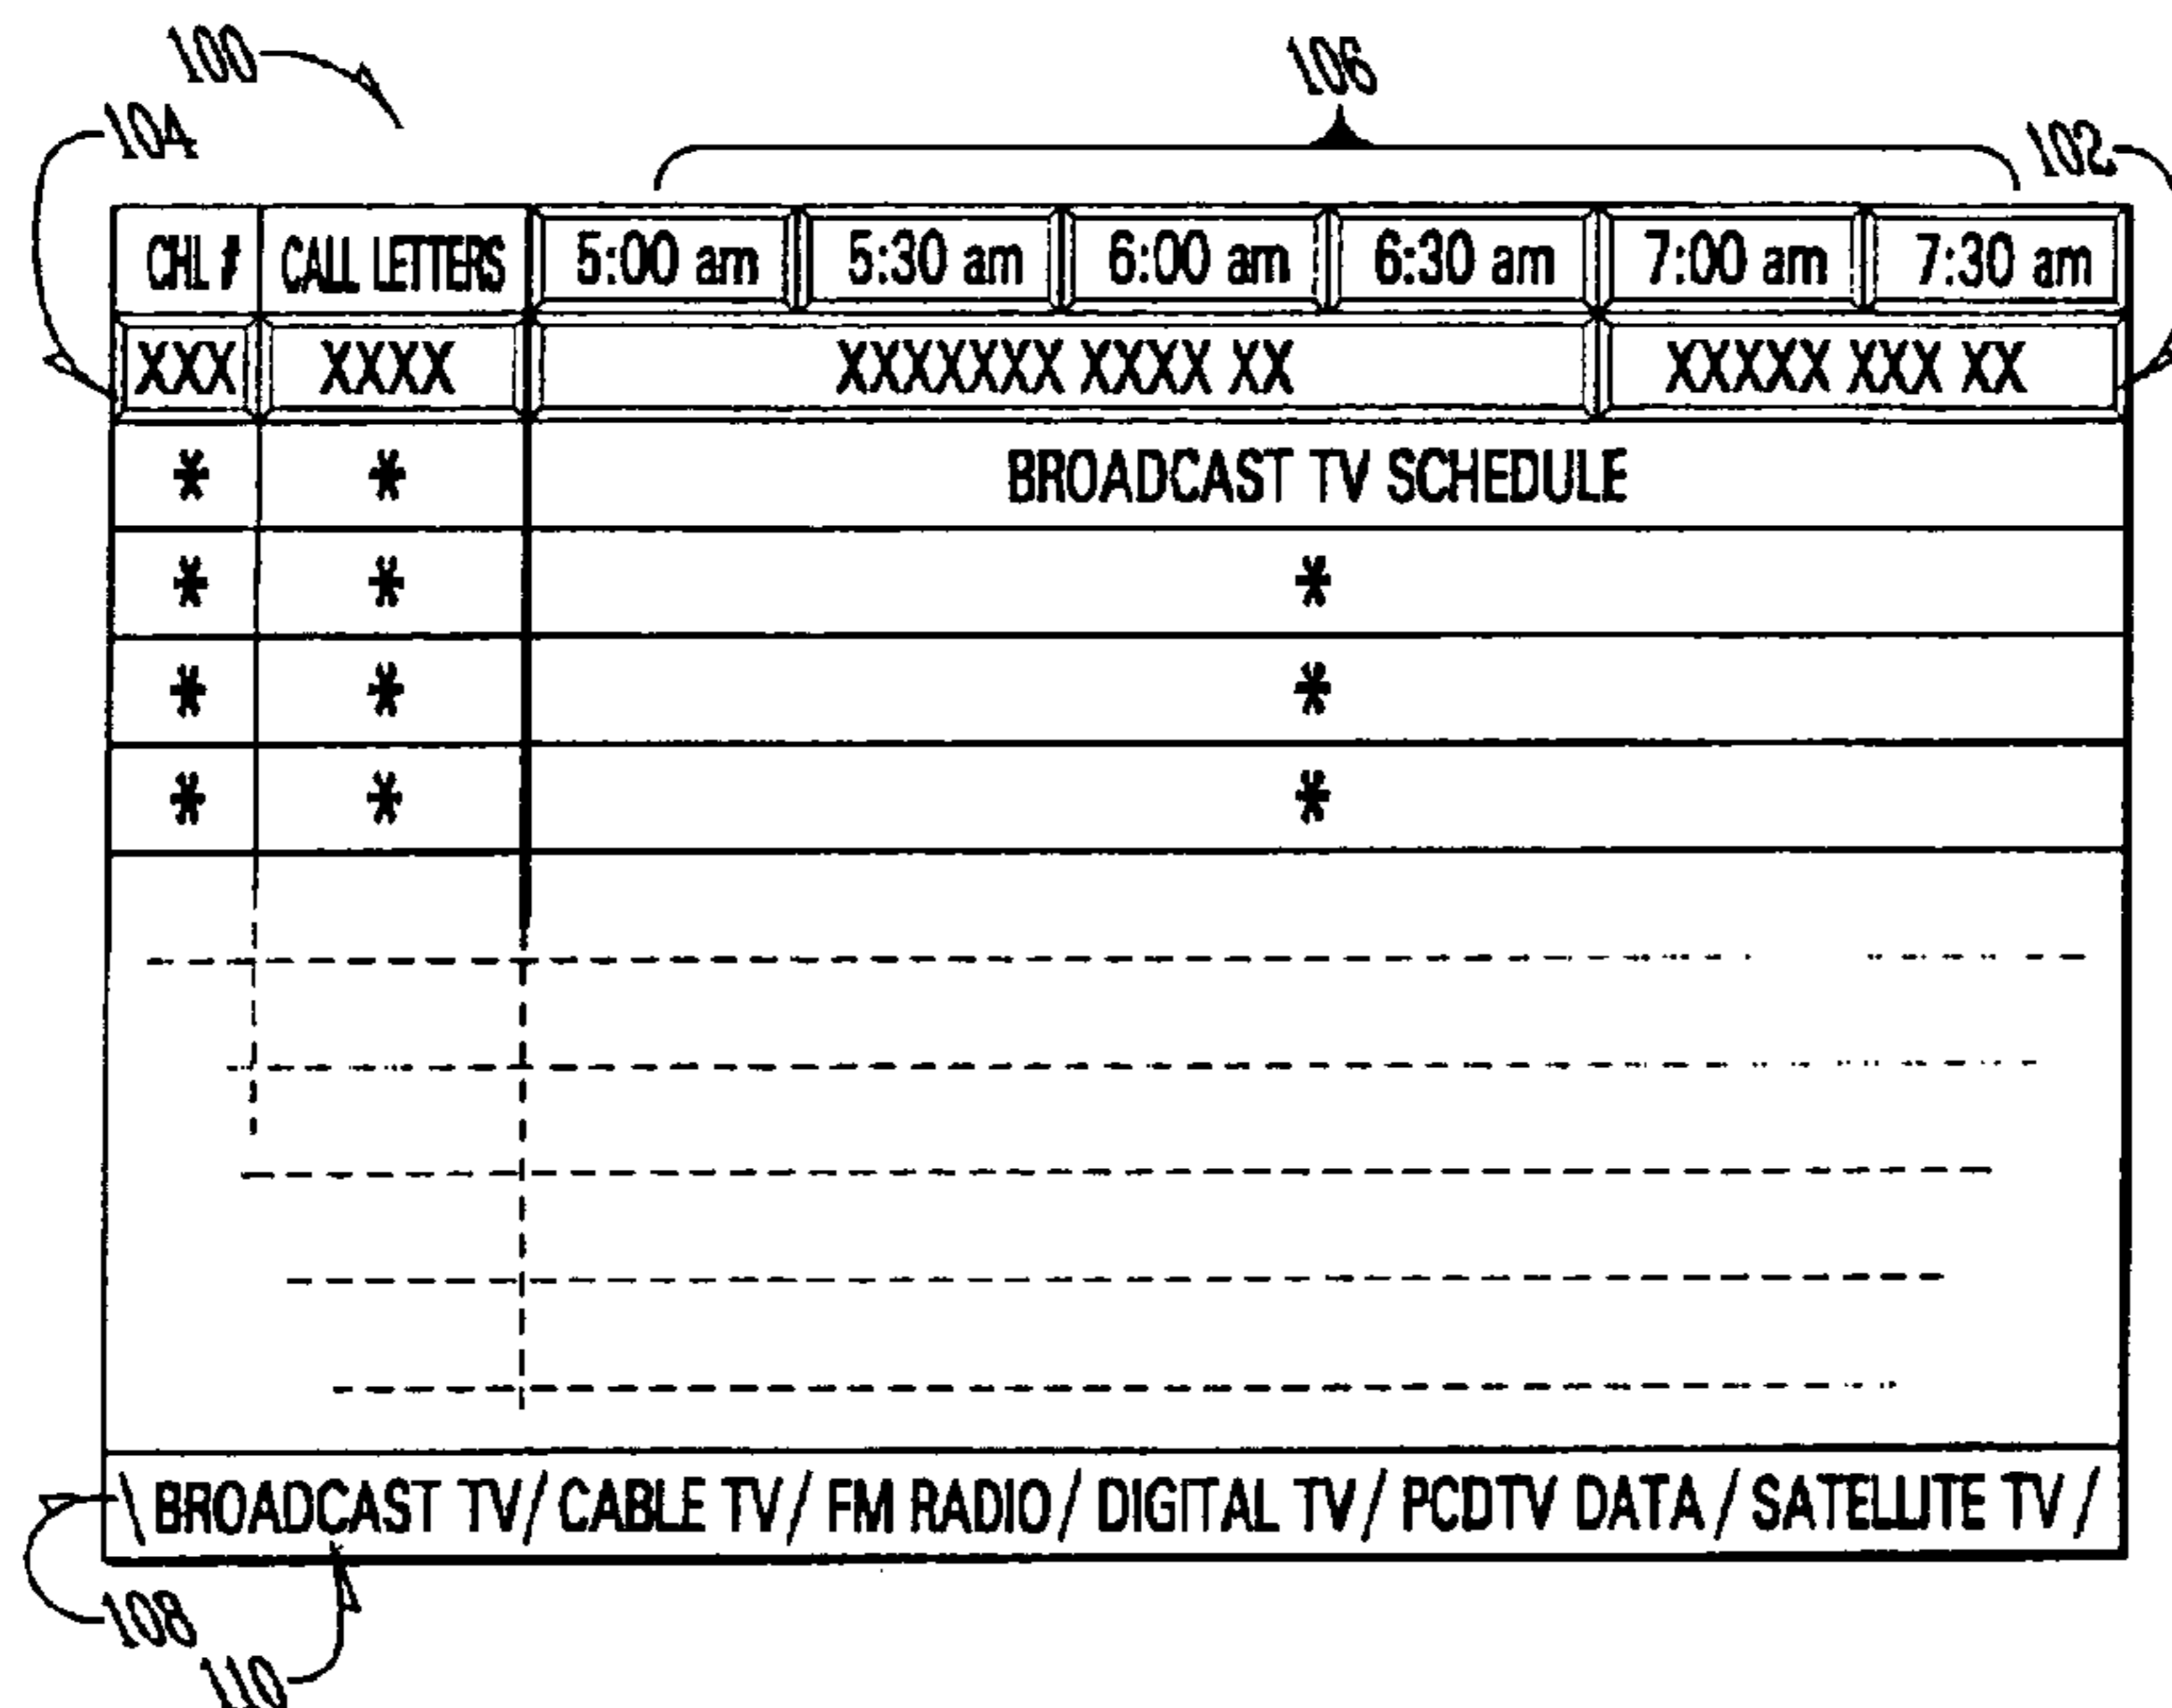 100
106
104
102
CHL # CALL LETTERS 5:00 am 5:30 am 6:00 am 6:30 am 7:00 am 7:30 am
XXX XXXX XXXXXXX XXXX XX XXXXX XXX XX
* * BROADCAST TV SCHEDULE
* * *
* * *
* * *
\ BROADCAST TV / CABLE TV / FM RADIO / DIGITAL TV / PCDTV DATA / SATELLITE TV /
108
110